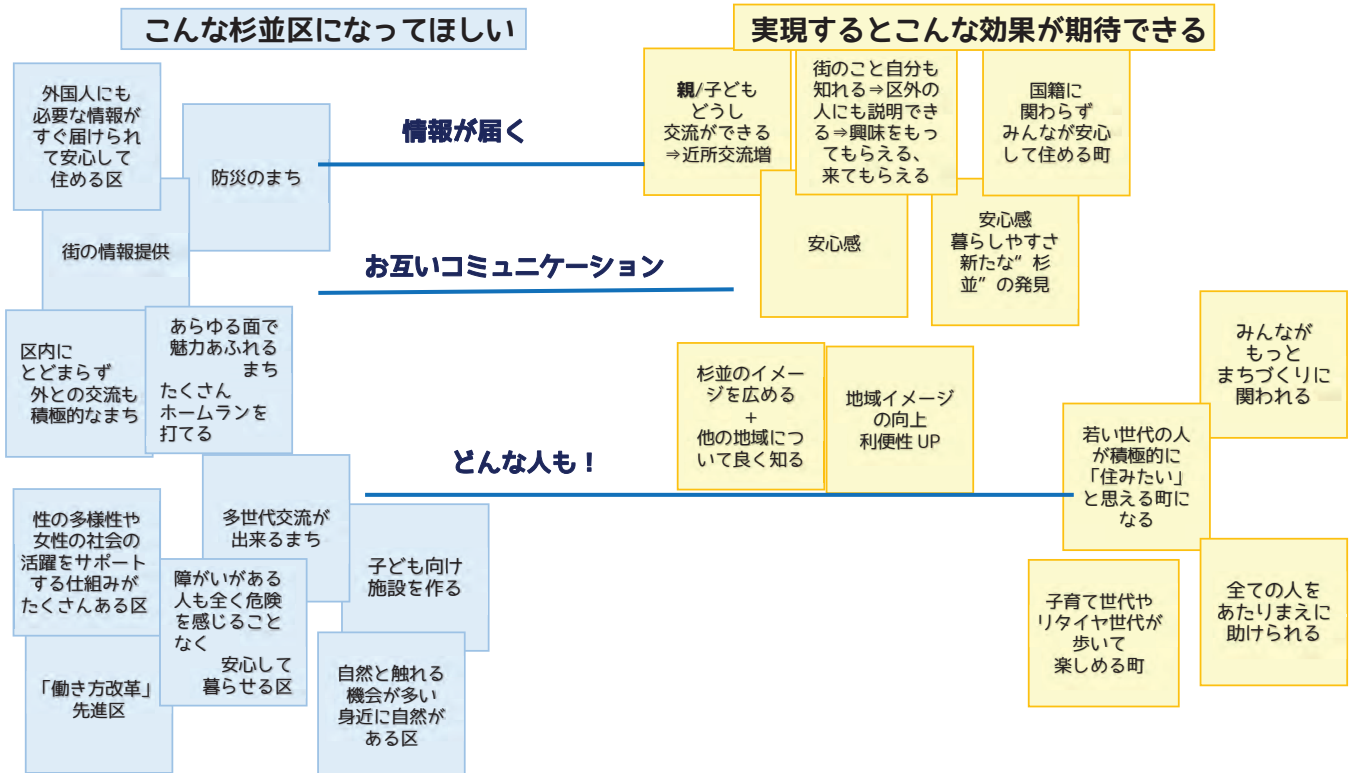 こんな杉並区になってほしい
実現するとこんな効果が期待できる
外国人にも
必要な情報が
すぐ届けられ
て安心して
住める区
防災のまち
街の情報提供
情報が届く
親/子ども
どうし
交流ができる
⇒近所交流増
街のこと自分も
知れる⇒区外の
人にも説明でき
る⇒興味をもっ
てもらえる、
来てもらえる
国籍に
関わらず
みんなが安心
して住める町
安心感
安心感
暮らしやすさ
新たな“杉
並”の発見
お互いコミュニケーション
区内に
とどまらず
外との交流も
積極的なまち
あらゆる面で
魅力あふれる
まち
たくさん
ホームランを
打てる
杉並のイメー
ジを広める
+
他の地域につ
いて良く知る
地域イメージ
の向上
利便性 UP
みんなが
もっと
まちづくりに
関われる
どんな人も！
若い世代の人
が積極的に
「住みたい」
と思える町に
なる
性の多様性や
女性の社会の
活躍をサポート
する仕組みが
たくさんある区
多世代交流が
出来るまち
子ども向け
施設を作る
障がいがある
人も全く危険
を感じること
なく
安心して
暮らせる区
「働き方改革」
先進区
自然と触れる
機会が多い
身近に自然が
ある区
子育て世代や
リタイヤ世代が
歩いて
楽しめる町
全ての人を
あたりまえに
助けられる